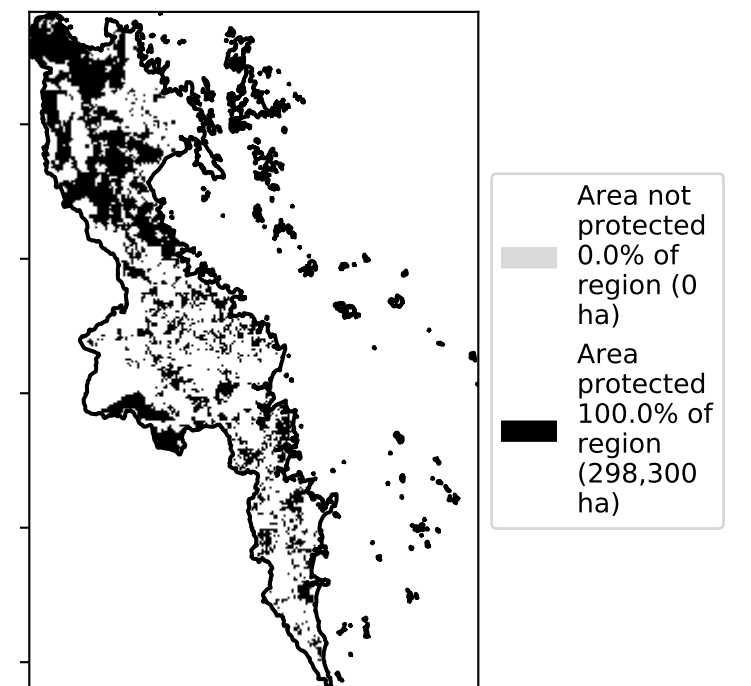 Area not
protected
0.0% of
region (0
ha)
Area
protected
100.0% of
region
(298,300
ha)